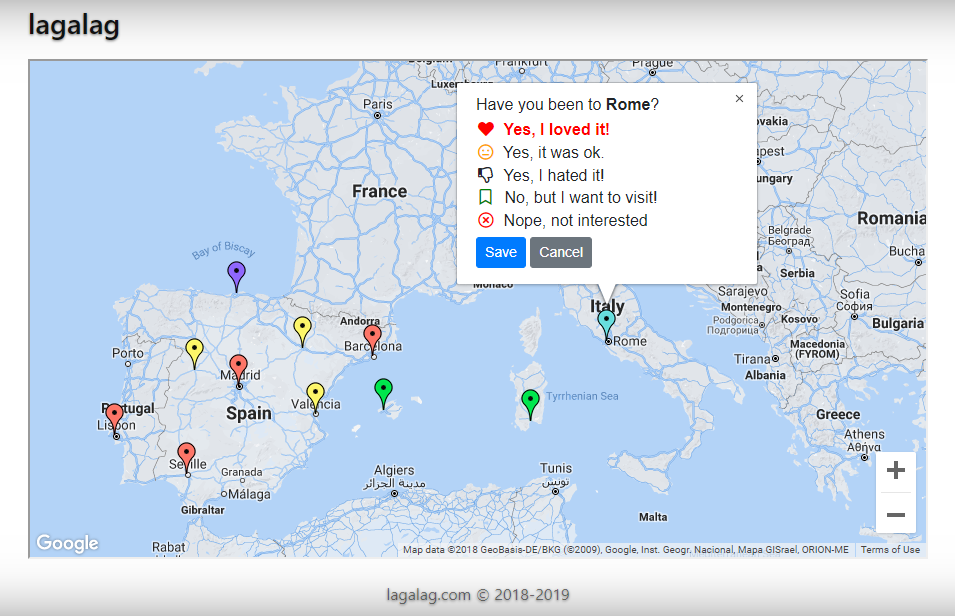 lagalag
Frankfurt
Prague
Paris
France
Bay of Biscay
Have you been to Rome?
×
Yes, I loved it!
Yes, it was ok.
Yes, I hated it!
No, but I want to visit!
Nope, not interested
Save
Cancel
Romania
Belgrade
Београд
Serbia
Sarajevo
Montenegro
Kosovo
Podgorica
Подгорица
Sofia
София
Bulgaria
Macedonia
(FYROM)
Tirana
Albania
Italy
Rome
Andorra
Barcelona
Porto
Madrid
Portugal
Lisbon
Spain
Valencia
Seville
Granada
Málaga
Gibraltar
Tyrrhenian Sea
Greece
Athens
Αθήνα
Algiers
مدينة الجزائر
Tunis
تونس
Malta
Rabat
+
−
Google
Map data ©2018 GeoBasis-DE/BKG (©2009), Google, Inst. Geogr. Nacional, Mapa GISrael, ORION-ME
Terms of Use
lagalag.com © 2018-2019